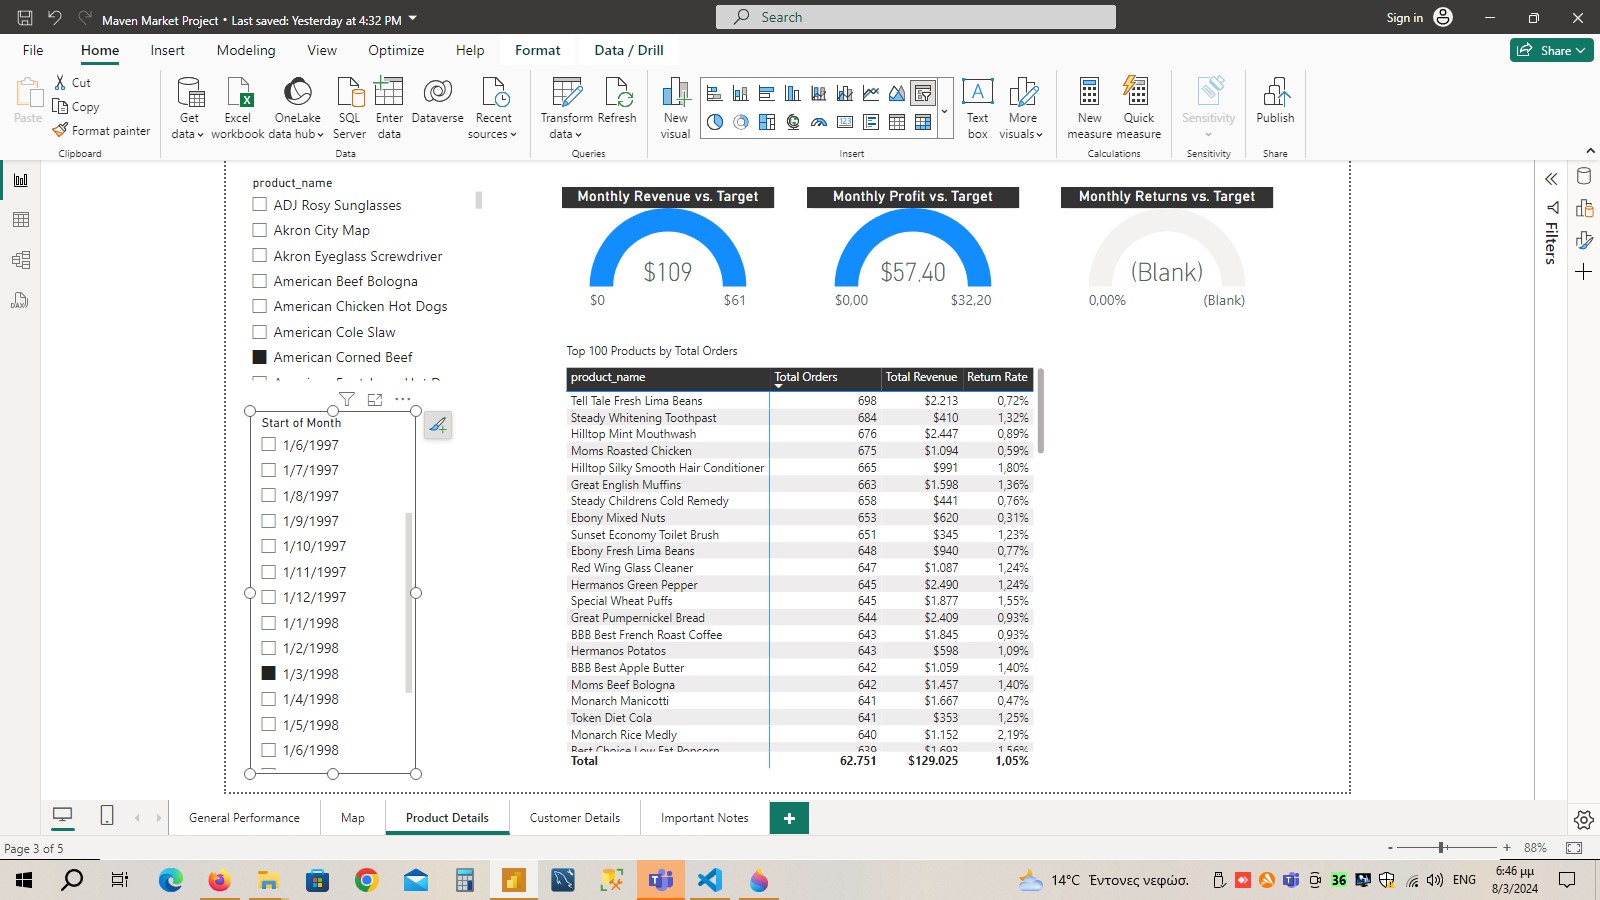 Maven Market Project • Last saved: Yesterday at 4:32 PM
Search
Sign in
File
Home
Insert
Modeling
View
Optimize
Help
Format
Data / Drill
Share
Paste
Cut
Copy
Format painter
Clipboard
Get data
Excel workbook
OneLake data hub
SQL Server
Enter data
Dataverse
Recent sources
Data
Transform data
Refresh
Queries
New visual
Text box
More visuals
Insert
New measure
Quick measure
Calculations
Sensitivity
Sensitivity
Publish
Share
product_name
ADJ Rosy Sunglasses
Akron City Map
Akron Eyeglass Screwdriver
American Beef Bologna
American Chicken Hot Dogs
American Cole Slaw
American Corned Beef
Start of Month
1/6/1997
1/7/1997
1/8/1997
1/9/1997
1/10/1997
1/11/1997
1/12/1997
1/1/1998
1/2/1998
1/3/1998
1/4/1998
1/5/1998
1/6/1998
Monthly Revenue vs. Target
$109
$0 $61
Monthly Profit vs. Target
$57,40
$0,00 $32,20
Monthly Returns vs. Target
(Blank)
0,00% (Blank)
Top 100 Products by Total Orders
product_name Total Orders Total Revenue Return Rate
Tell Tale Fresh Lima Beans 698 $2.213 0,72%
Steady Whitening Toothpast 684 $410 1,32%
Hilltop Mint Mouthwash 676 $2.447 0,89%
Moms Roasted Chicken 675 $1.094 0,59%
Hilltop Silky Smooth Hair Conditioner 665 $991 1,80%
Great English Muffins 663 $1.598 1,36%
Steady Childrens Cold Remedy 658 $441 0,76%
Ebony Mixed Nuts 653 $620 0,31%
Sunset Economy Toilet Brush 651 $345 1,23%
Ebony Fresh Lima Beans 648 $940 0,77%
Red Wing Glass Cleaner 647 $1.087 1,24%
Hermanos Green Pepper 645 $2.490 1,24%
Special Wheat Puffs 645 $1.877 1,55%
Great Pumpernickel Bread 644 $2.409 0,93%
BBB Best French Roast Coffee 643 $1.845 0,93%
Hermanos Potatos 643 $598 1,09%
BBB Best Apple Butter 642 $1.059 1,40%
Moms Beef Bologna 642 $1.457 1,40%
Monarch Manicotti 641 $1.667 0,47%
Token Diet Cola 641 $353 1,25%
Monarch Rice Medly 640 $1.152 2,19%
Best Choice Low Fat Popcorn 639 $1.693 1,56%
Total 62.751 $129.025 1,05%
Filters
General Performance
Map
Product Details
Customer Details
Important Notes
Page 3 of 5
88%
14°C Έντονες νεφώσ.
36
ENG
6:46 μμ
8/3/2024